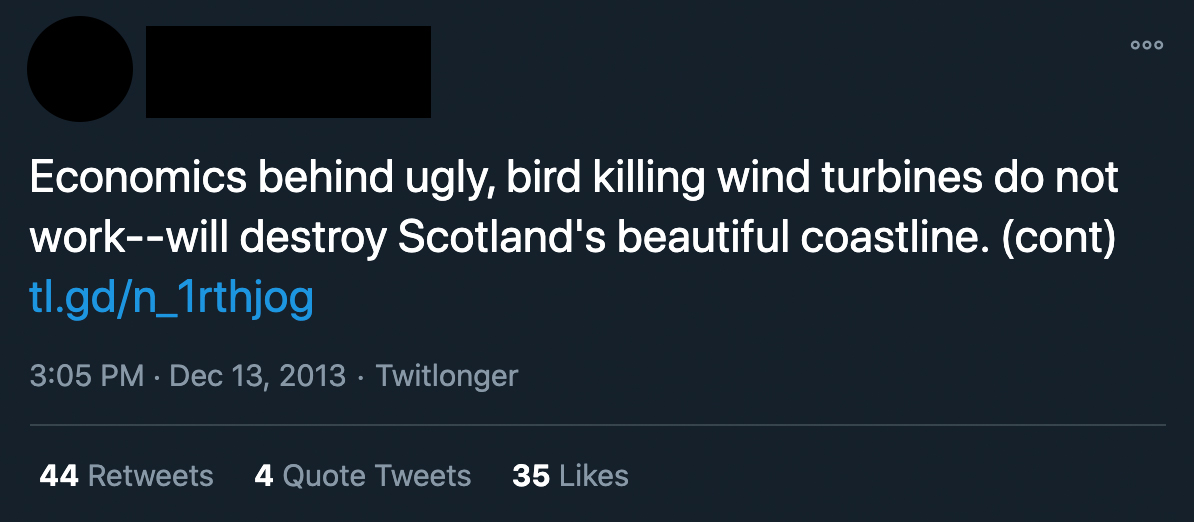 Economics behind ugly, bird killing wind turbines do not
work--will destroy Scotland's beautiful coastline. (cont)
tl.gd/n_1rthjog
3:05 PM · Dec 13, 2013 · Twitlonger
44 Retweets 4 Quote Tweets 35 Likes